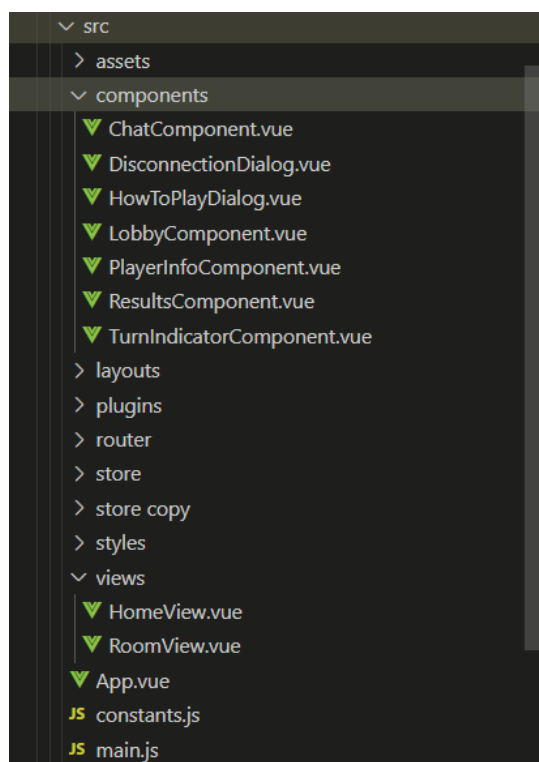 src
assets
components
ChatComponent.vue
DisconnectionDialog.vue
HowToPlayDialog.vue
LobbyComponent.vue
PlayerInfoComponent.vue
ResultsComponent.vue
TurnIndicatorComponent.vue
layouts
plugins
router
store
store copy
styles
views
HomeView.vue
RoomView.vue
App.vue
JS constants.js
JS main.js